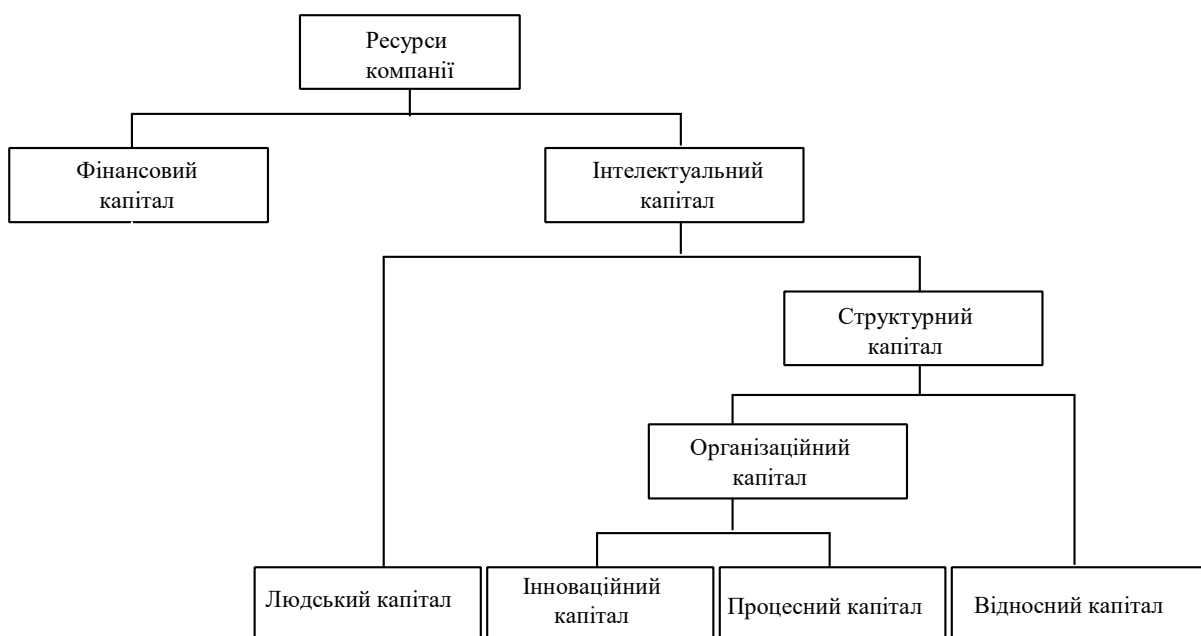 Ресурси
компанії
Фінансовий
капітал
Інтелектуальний
капітал
Структурний
капітал
Організаційний
капітал
Людський капітал
Інноваційний
капітал
Процесний капітал
Відносний капітал